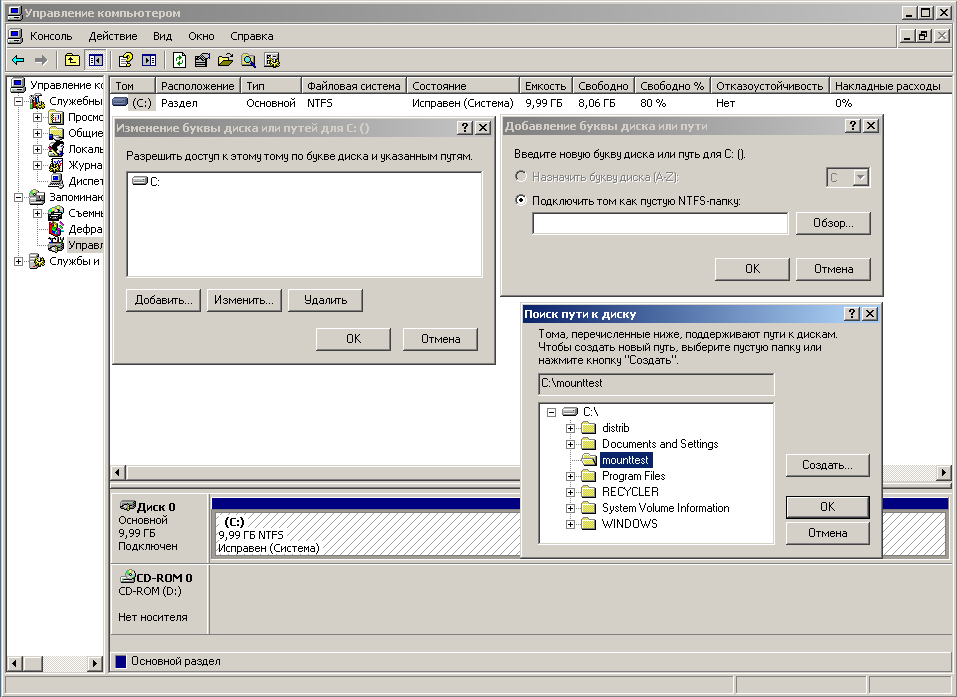 Управление компьютером
Консоль Действие Вид Окно Справка
Управление кс
Служебны
Просмс
Общие
Локалы
Журна
Диспет
Запоминак
Съемны
Дефра
Управл
Службы и
Том Расположение Тип Файловая система Состояние Емкость Свободно Свободно % Отказоустойчивость Накладные расходы
(C:) Раздел Основной NTFS Исправен (Система) 9,99 ГБ 8,06 ГБ 80 % Нет 0%
Изменение буквы диска или путей для C: ()
Разрешить доступ к этому тому по букве диска и указанным путям.
C:
Добавить... Изменить... Удалить
OK Отмена
Добавление буквы диска или пути
Введите новую букву диска или путь для C: ().
Назначить букву диска (A-Z): C
Подключить том как пустую NTFS-папку:
Обзор...
OK Отмена
Поиск пути к диску
Тома, перечисленные ниже, поддерживают пути к дискам.
Чтобы создать новый путь, выберите пустую папку или
нажмите кнопку "Создать".
C:\mounttest
C:\
distrib
Documents and Settings
mounttest
Program Files
RECYCLER
System Volume Information
WINDOWS
Создать...
OK
Отмена
Диск 0
Основной
9,99 ГБ
Подключен
(C:)
9,99 ГБ NTFS
Исправен (Система)
CD-ROM 0
CD-ROM (D:)
Нет носителя
Основной раздел